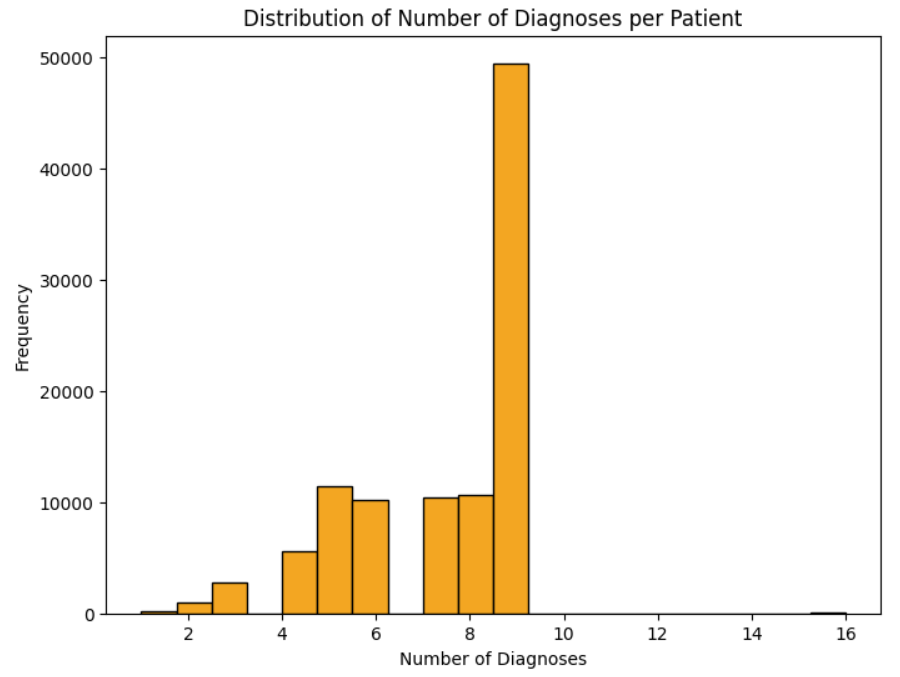 Distribution of Number of Diagnoses per Patient
50000
40000
30000
20000
10000
0
Frequency
2 4 6 8 10 12 14 16
Number of Diagnoses